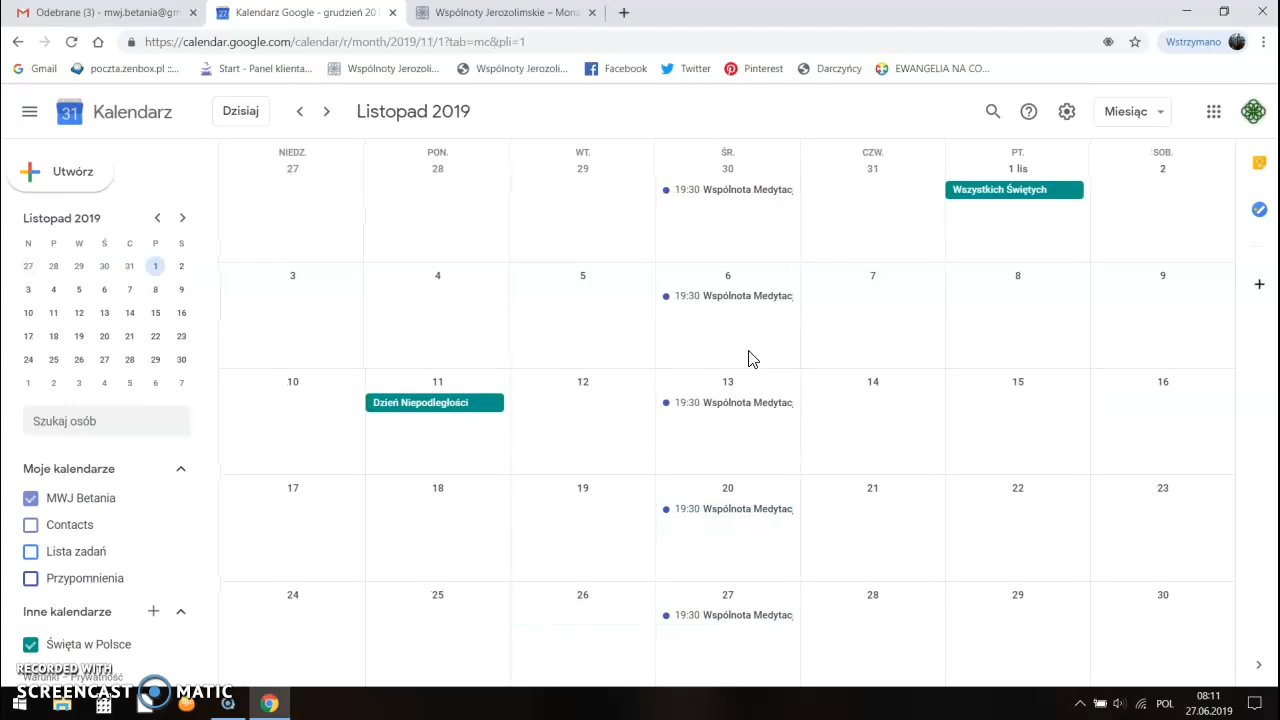 Odebrane (3) - mwj.betania@gm
Kalendarz Google - grudzień 201
Wspólnoty Jerozolimskie – Mona
https://calendar.google.com/calendar/r/month/2019/11/1?tab=mc&pli=1
Wstrzymano
Gmail
poczta.zenbox.pl ::...
Start - Panel klienta...
Wspólnoty Jerozoli...
Wspólnoty Jerozoli...
Facebook
Twitter
Pinterest
Darczyńcy
EWANGELIA NA CO...
31 Kalendarz
Dzisiaj
Listopad 2019
Miesiąc
Utwórz
Listopad 2019
N P W Ś C P S
27 28 29 30 31 1 2
3 4 5 6 7 8 9
10 11 12 13 14 15 16
17 18 19 20 21 22 23
24 25 26 27 28 29 30
1 2 3 4 5 6 7
Szukaj osób
Moje kalendarze
MWJ Betania
Contacts
Lista zadań
Przypomnienia
Inne kalendarze
Święta w Polsce
Warunki – Prywatność
NIEDZ. PON. WT. ŚR. CZW. PT. SOB.
27 28 29 30 31 1 lis 2
19:30 Wspólnota Medytac
Wszystkich Świętych
3 4 5 6 7 8 9
19:30 Wspólnota Medytac
10 11 12 13 14 15 16
Dzień Niepodległości
19:30 Wspólnota Medytac
17 18 19 20 21 22 23
19:30 Wspólnota Medytac
24 25 26 27 28 29 30
19:30 Wspólnota Medytac
RECORDED WITH
SCREENCAST MATIC
POL
08:11
27.06.2019